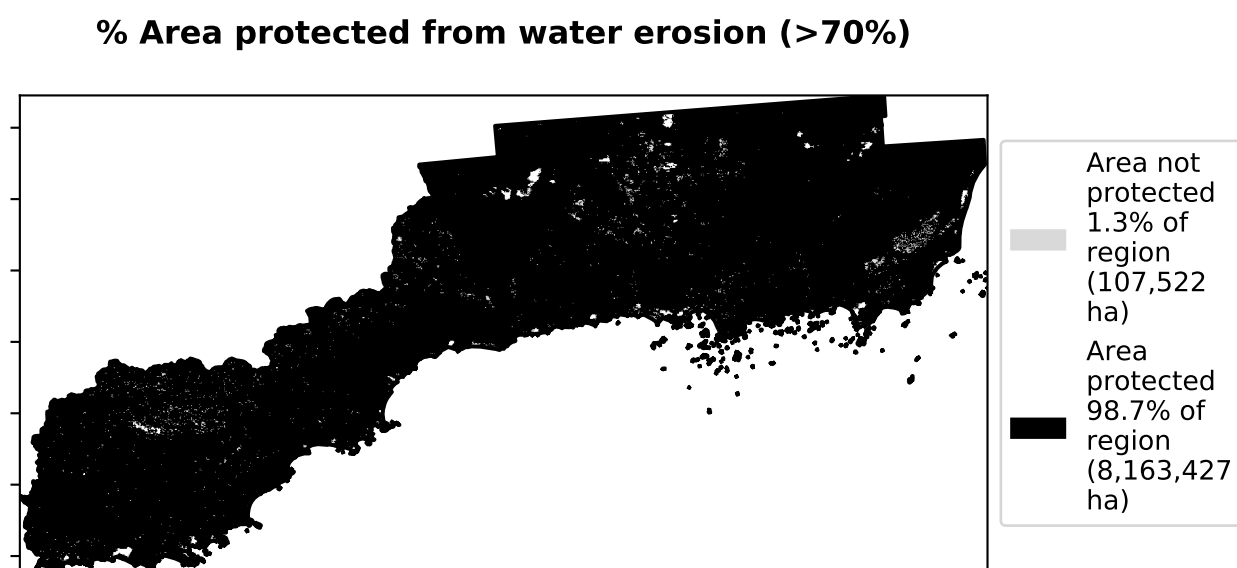 % Area protected from water erosion (>70%)
Area not
protected
1.3% of
region
(107,522
ha)
Area
protected
98.7% of
region
(8,163,427
ha)